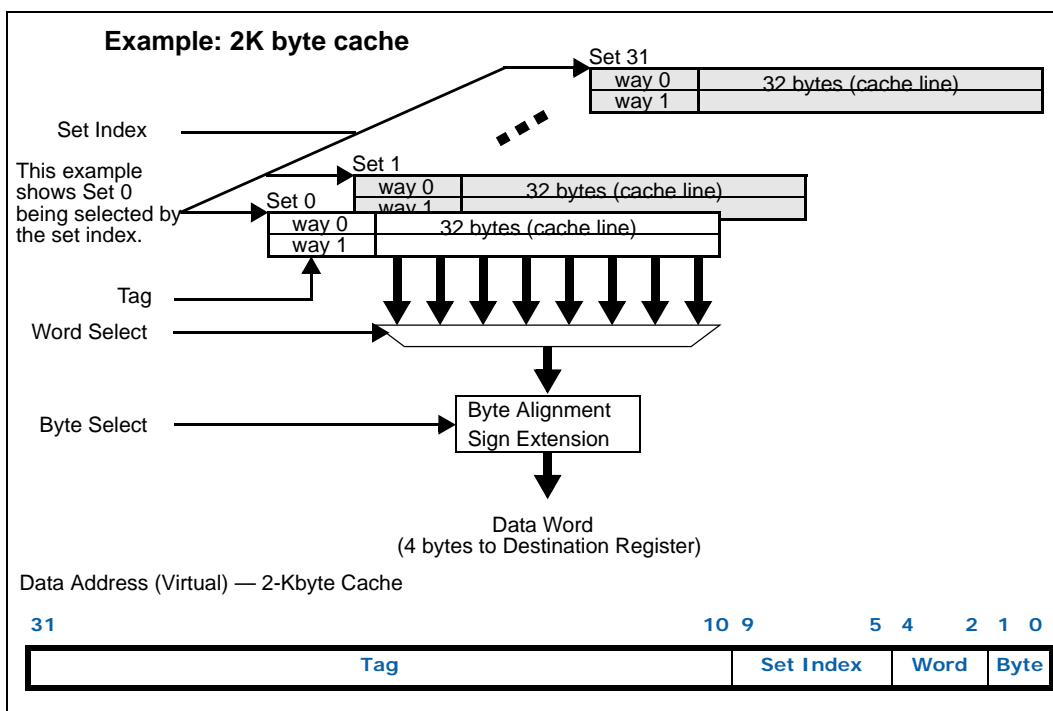 Example: 2K byte cache
Set 31
way 0
32 bytes (cache line)
way 1
Set Index
This example
shows Set 0
being selected by
the set index.
Set 1
way 0
32 bytes (cache line)
way 1
Set 0
way 0
32 bytes (cache line)
way 1
Tag
Word Select
Byte Select
Byte Alignment
Sign Extension
Data Word
(4 bytes to Destination Register)
Data Address (Virtual) — 2-Kbyte Cache
31 10 9 5 4 2 1 0
Tag Set Index Word Byte